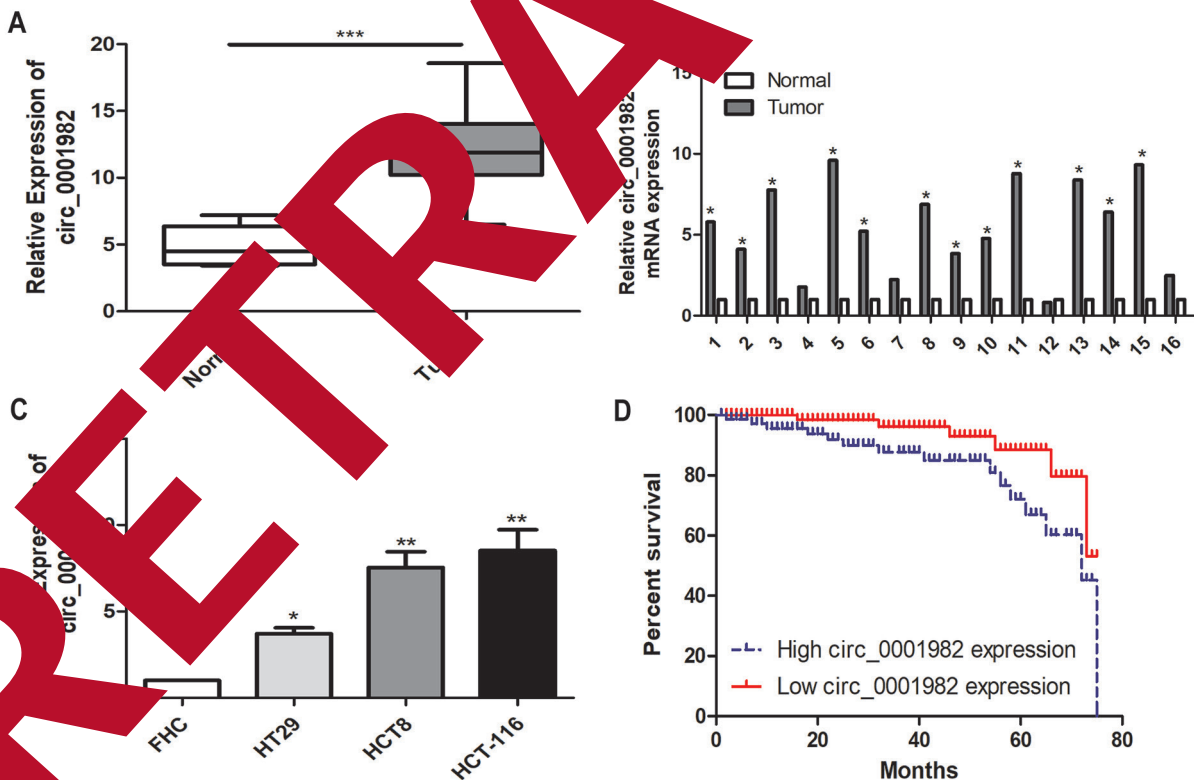 A
Relative Expression of
circ_0001982
20
15
10
5
0
***
Relative circ_0001982
mRNA expression
15
10
5
0
Normal
Tumor
* * * * * * * * * * * *
1 2 3 4 5 6 7 8 9 10 11 12 13 14 15 16
C
of
5
* ** **
FHC HT29 HCT8 HCT-116
D
Percent survival
100
80
60
40
20
0
High circ_0001982 expression
Low circ_0001982 expression
0 20 40 60 80
Months
RETRA